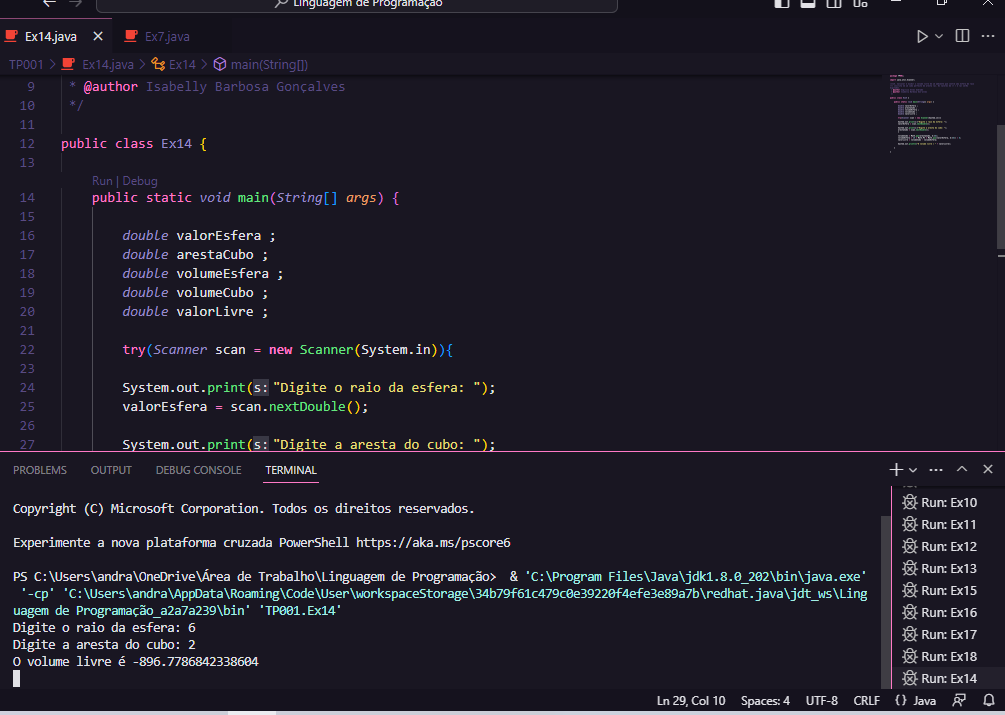 Linguagem de Programação
Ex14.java
Ex7.java
TP001 > Ex14.java > Ex14 > main(String[])
9 * @author Isabelly Barbosa Gonçalves
10 */
11
12 public class Ex14 {
13
Run | Debug
14 public static void main(String[] args) {
15
16 double valorEsfera ;
17 double arestaCubo ;
18 double volumeEsfera ;
19 double volumeCubo ;
20 double valorLivre ;
21
22 try(Scanner scan = new Scanner(System.in)){
23
24 System.out.print(s: "Digite o raio da esfera: ");
25 valorEsfera = scan.nextDouble();
26
27 System.out.print(s: "Digite a aresta do cubo: ");
PROBLEMS OUTPUT DEBUG CONSOLE TERMINAL
Copyright (C) Microsoft Corporation. Todos os direitos reservados.
Experimente a nova plataforma cruzada PowerShell https://aka.ms/pscore6
PS C:\Users\andra\OneDrive\Área de Trabalho\Linguagem de Programação> & 'C:\Program Files\Java\jdk1.8.0_202\bin\java.exe'
'-cp' 'C:\Users\andra\AppData\Roaming\Code\User\workspaceStorage\34b79f61c479c0e39220f4efe3e89a7b\redhat.java\jdt_ws\Ling
uagem de Programação_a2a7a239\bin' 'TP001.Ex14'
Digite o raio da esfera: 6
Digite a aresta do cubo: 2
O volume livre é -896.7786842338604
Run: Ex10
Run: Ex11
Run: Ex12
Run: Ex13
Run: Ex15
Run: Ex16
Run: Ex17
Run: Ex18
Run: Ex14
Ln 29, Col 10 Spaces: 4 UTF-8 CRLF {} Java